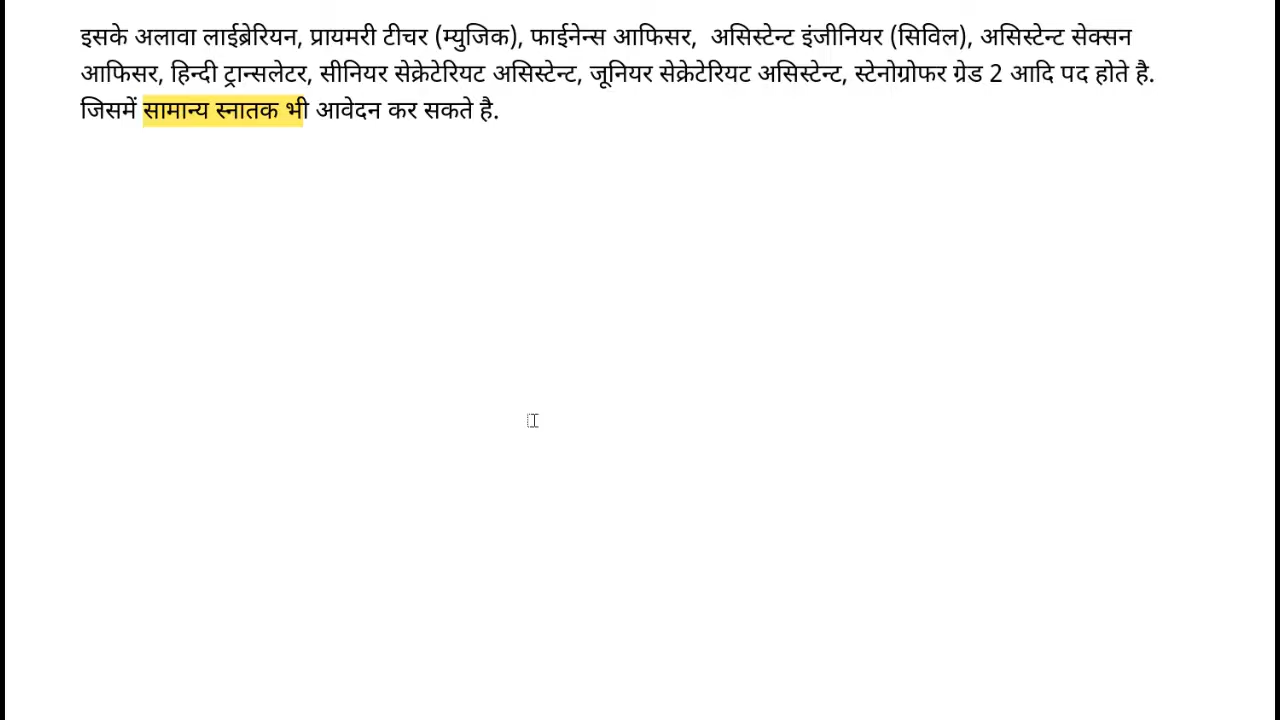 इसके अलावा लाईब्रेरियन, प्रायमरी टीचर (म्युजिक), फाईनेन्स आफिसर,  असिस्टेन्ट इंजीनियर (सिविल), असिस्टेन्ट सेक्सन
आफिसर, हिन्दी ट्रान्सलेटर, सीनियर सेक्रेटेरियट असिस्टेन्ट, जूनियर सेक्रेटेरियट असिस्टेन्ट, स्टेनोग्रोफर ग्रेड 2 आदि पद होते है.
जिसमें सामान्य स्नातक भी आवेदन कर सकते है.